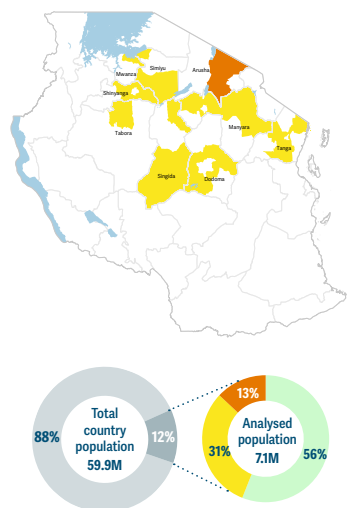 Simiyu
Arusha
Mwanza
Shinyanga
Tabora
Manyara
Tanga
Singida
Dodoma
13%
Total
country
population
59.9M
88%
12%
Analysed
population
7.1M
31%
56%